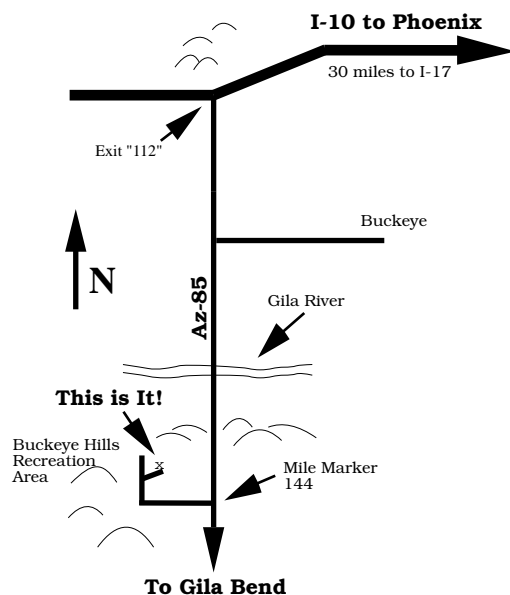 I-10 to Phoenix
30 miles to I-17
Exit "112"
Buckeye
N
Az-85
Gila River
This is It!
Buckeye Hills
Recreation
Area
x
Mile Marker
144
To Gila Bend